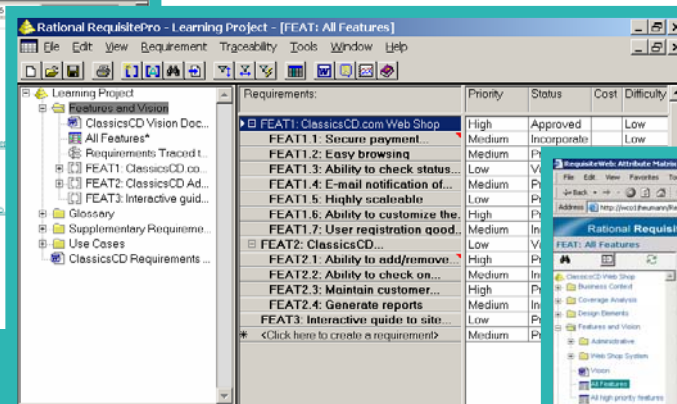 Rational RequisitePro - Learning Project - [FEAT: All Features]
File Edit View Requirement Traceability Tools Window Help
Learning Project
Features and Vision
ClassicsCD Vision Doc...
All Features*
Requirements Traced t...
FEAT1: ClassicsCD.co...
FEAT2: ClassicsCD Ad...
FEAT3: Interactive guid...
Glossary
Supplementary Requireme...
Use Cases
ClassicsCD Requirements ...
Requirements: Priority Status Cost Difficulty
FEAT1: ClassicsCD.com Web Shop High Approved Low
FEAT1.1: Secure payment... Medium Incorporate Low
FEAT1.2: Easy browsing Medium
FEAT1.3: Ability to check status... Low
FEAT1.4: E-mail notification of... Medium
FEAT1.5: Highly scaleable Low
FEAT1.6: Ability to customize the. High
FEAT1.7: User registration good.. Medium
FEAT2: ClassicsCD... Low
FEAT2.1: Ability to add/remove... High
FEAT2.2: Ability to check on... Medium
FEAT2.3: Maintain customer... High
FEAT2.4: Generate reports Medium
FEAT3: Interactive guide to site... Low
<Click here to create a requirement> Medium
RequisiteWeb: Attribute Matrix
File Edit View Favorites
Back
Address
Rational Requisi
FEAT: All Features
ClassicsCD Web Shop
Business Context
Coverage Analysis
Design Elements
Features and Vision
Administrative
Web Shop System
Vision
All Features
All high priority features